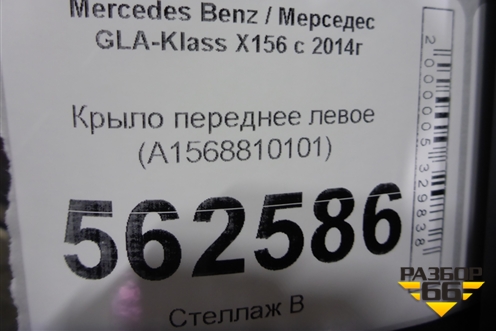 Mercedes Benz / Мерседес
GLA-Klass X156 с 2014г
Крыло переднее левое
(A1568810101)
562586
Стеллаж В
2000005329838
РАЗБОР
66